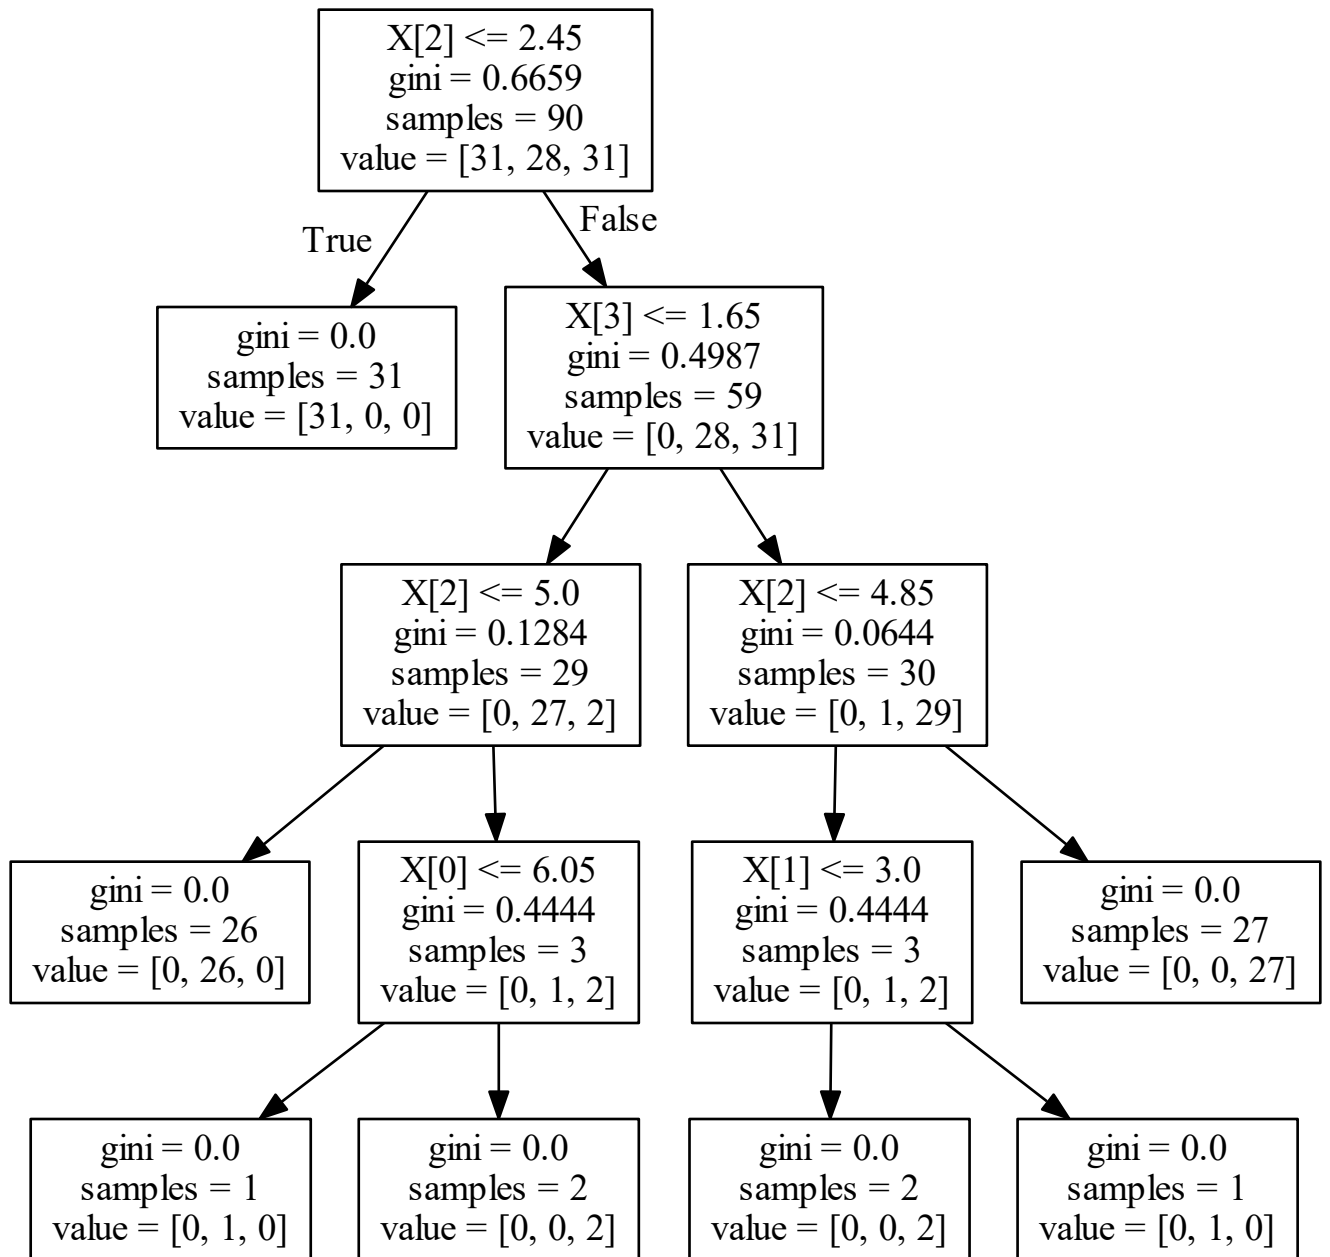 X[2] <= 2.45
gini = 0.6659
samples = 90
value = [31, 28, 31]
True
False
gini = 0.0
samples = 31
value = [31, 0, 0]
X[3] <= 1.65
gini = 0.4987
samples = 59
value = [0, 28, 31]
X[2] <= 5.0
gini = 0.1284
samples = 29
value = [0, 27, 2]
X[2] <= 4.85
gini = 0.0644
samples = 30
value = [0, 1, 29]
gini = 0.0
samples = 26
value = [0, 26, 0]
X[0] <= 6.05
gini = 0.4444
samples = 3
value = [0, 1, 2]
X[1] <= 3.0
gini = 0.4444
samples = 3
value = [0, 1, 2]
gini = 0.0
samples = 27
value = [0, 0, 27]
gini = 0.0
samples = 1
value = [0, 1, 0]
gini = 0.0
samples = 2
value = [0, 0, 2]
gini = 0.0
samples = 2
value = [0, 0, 2]
gini = 0.0
samples = 1
value = [0, 1, 0]